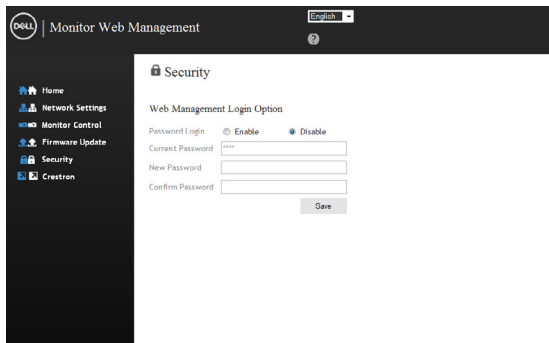 DELL | Monitor Web Management
English
?
Home
Network Settings
Monitor Control
Firmware Update
Security
Crestron
Security
Web Management Login Option
Password Login Enable Disable
Current Password ****
New Password
Confirm Password
Save